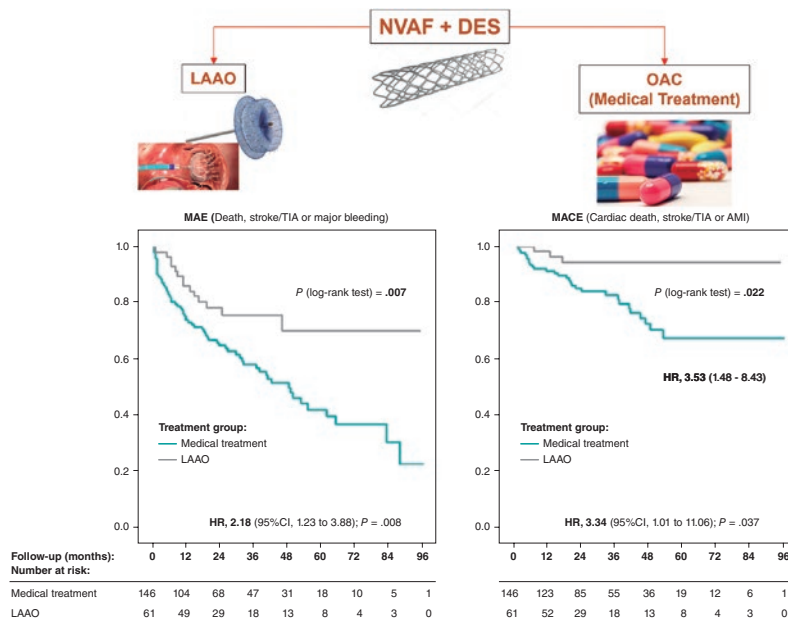 NVAF + DES
LAAO
OAC
(Medical Treatment)
MAE (Death, stroke/TIA or major bleeding)
1.0
0.8
0.6
0.4
0.2
0.0
P (log-rank test) = .007
Treatment group:
Medical treatment
LAAO
HR, 2.18 (95%CI, 1.23 to 3.88); P = .008
MACE (Cardiac death, stroke/TIA or AMI)
1.0
0.8
0.6
0.4
0.2
0.0
P (log-rank test) = .022
HR, 3.53 (1.48 - 8.43)
Treatment group:
Medical treatment
LAAO
HR, 3.34 (95%CI, 1.01 to 11.06); P = .037
Follow-up (months): 0 12 24 36 48 60 72 84 96 0 12 24 36 48 60 72 84 96
Number at risk:
Medical treatment 146 104 68 47 31 18 10 5 1 146 123 85 55 36 19 12 6 1
LAAO 61 49 29 18 13 8 4 3 0 61 52 29 18 13 8 4 3 0